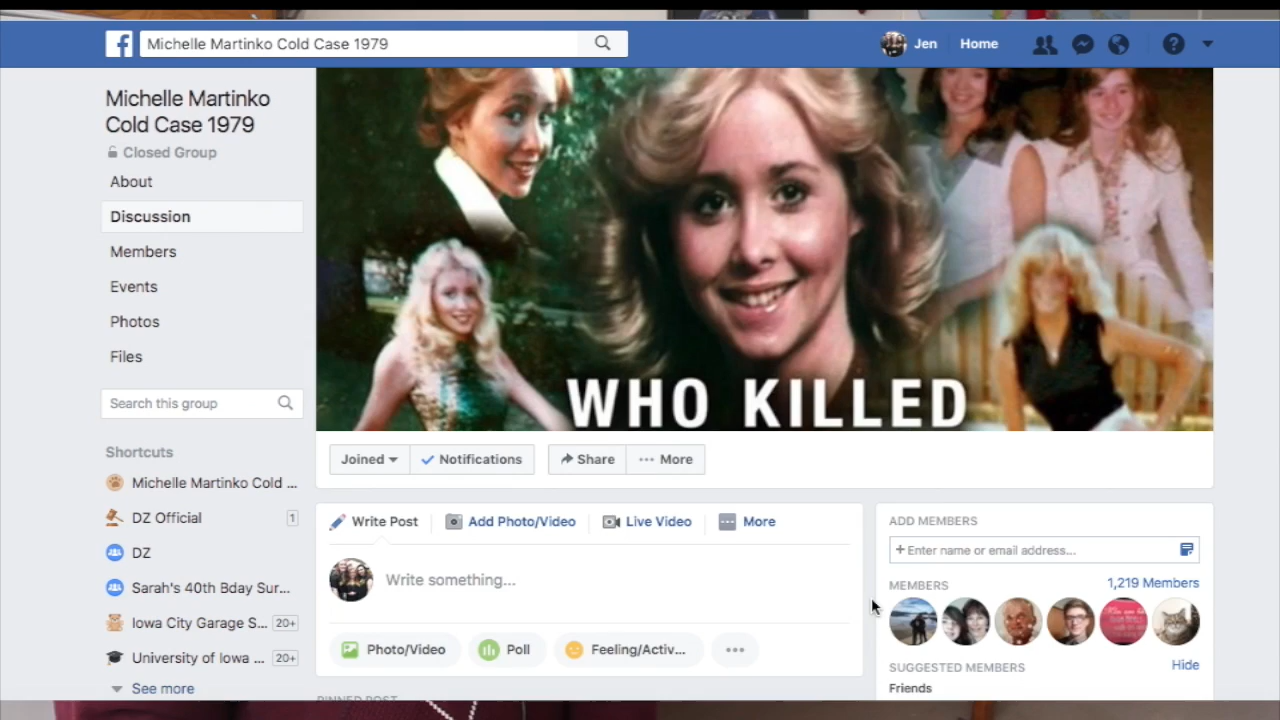 Michelle Martinko Cold Case 1979
Jen
Home
Michelle Martinko
Cold Case 1979
Closed Group
About
Discussion
Members
Events
Photos
Files
Search this group
Shortcuts
Michelle Martinko Cold ...
DZ Official 1
DZ
Sarah's 40th Bday Sur...
Iowa City Garage S... 20+
University of Iowa ... 20+
See more
WHO KILLED
Joined
Notifications
Share
More
Write Post
Add Photo/Video
Live Video
More
Write something...
Photo/Video
Poll
Feeling/Activ...
PINNED POST
ADD MEMBERS
+ Enter name or email address...
MEMBERS
1,219 Members
SUGGESTED MEMBERS
Hide
Friends